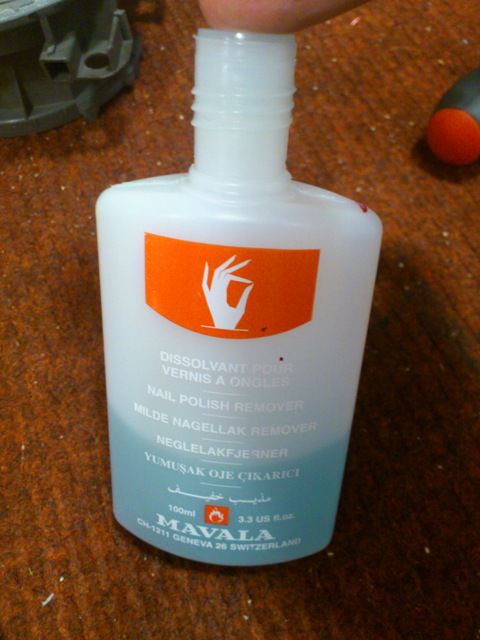 DISSOLVANT POUR
VERNIS A ONGLES
NAIL POLISH REMOVER
MILDE NAGELLAK REMOVER
NEGLELAKFJERNER
YUMUŞAK OJE ÇIKARICI
مذيب خفيف
100ml 3.3 US fl.oz.
MAVALA
CH-1211 GENEVA 26 SWITZERLAND